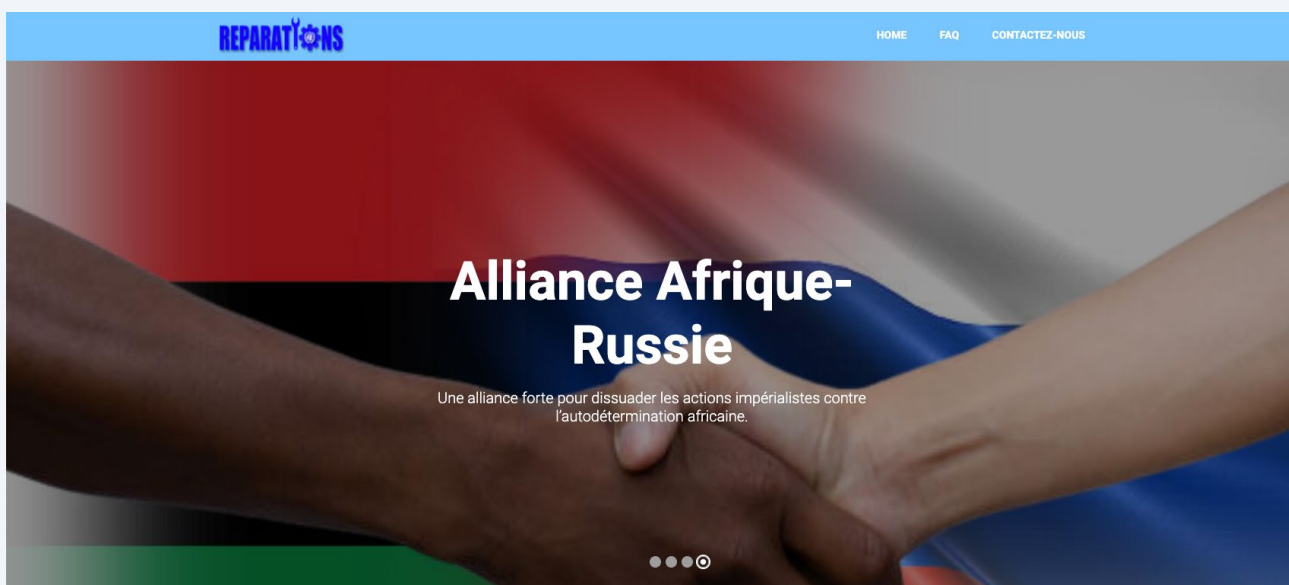 REPARATIONS
HOME
FAQ
CONTACTEZ-NOUS
Alliance Afrique-
Russie
Une alliance forte pour dissuader les actions impérialistes contre
l'autodétermination africaine.